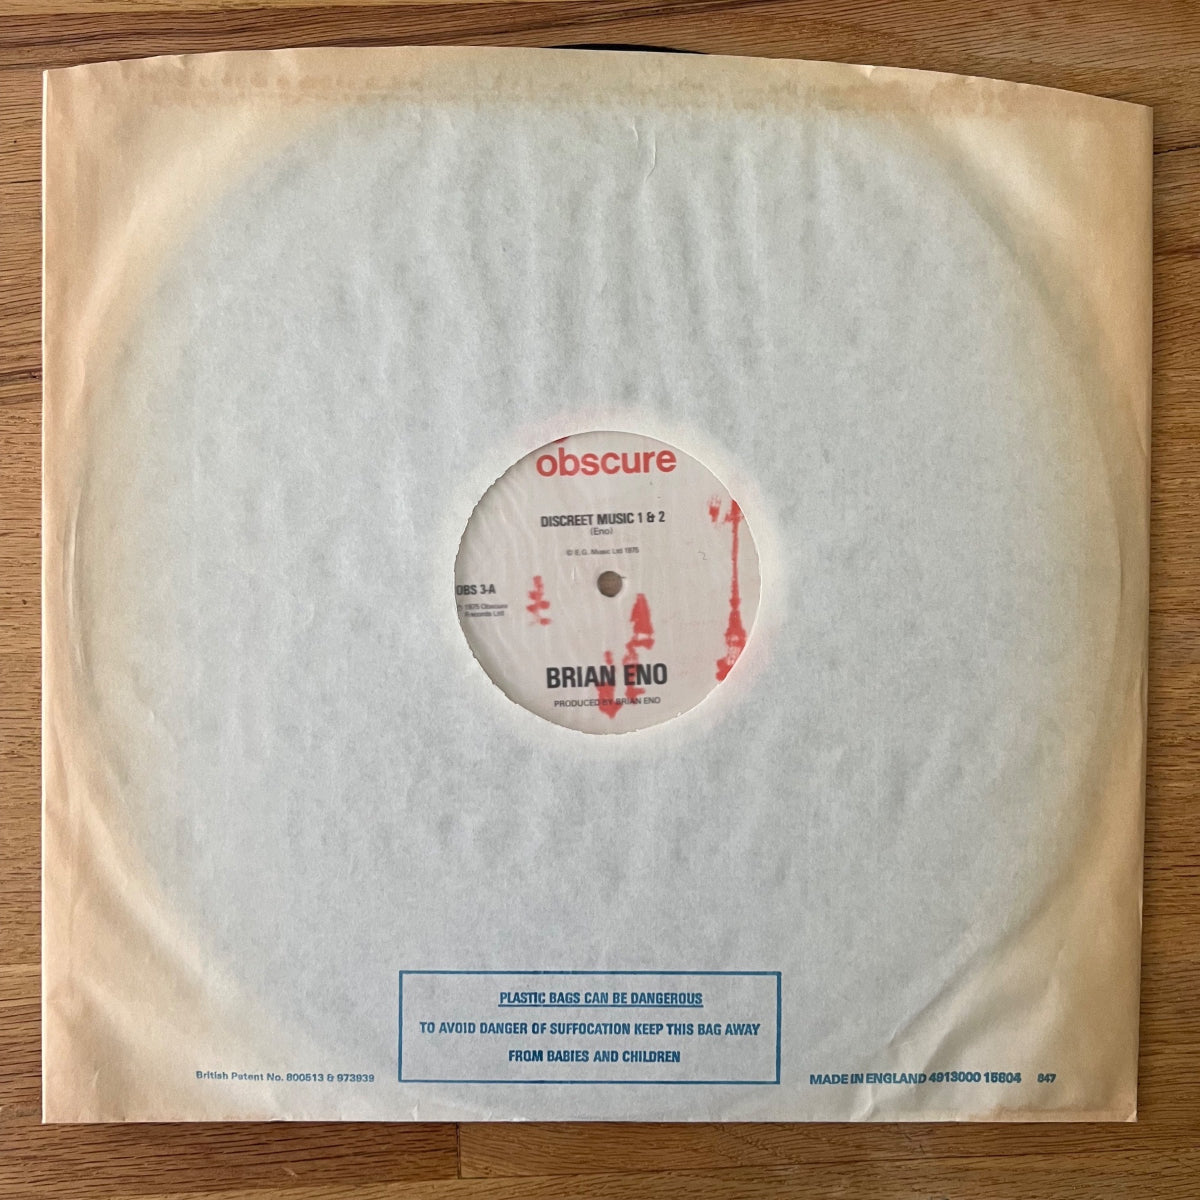 obscure
DISCREET MUSIC 1 & 2
(Eno)
© E.G. Music Ltd 1975
OBS 3-A
1975 Obscure
Records Ltd
BRIAN ENO
PRODUCED BY BRIAN ENO
PLASTIC BAGS CAN BE DANGEROUS
TO AVOID DANGER OF SUFFOCATION KEEP THIS BAG AWAY
FROM BABIES AND CHILDREN
British Patent No. 800513 & 973939
MADE IN ENGLAND 4913000 15804 847